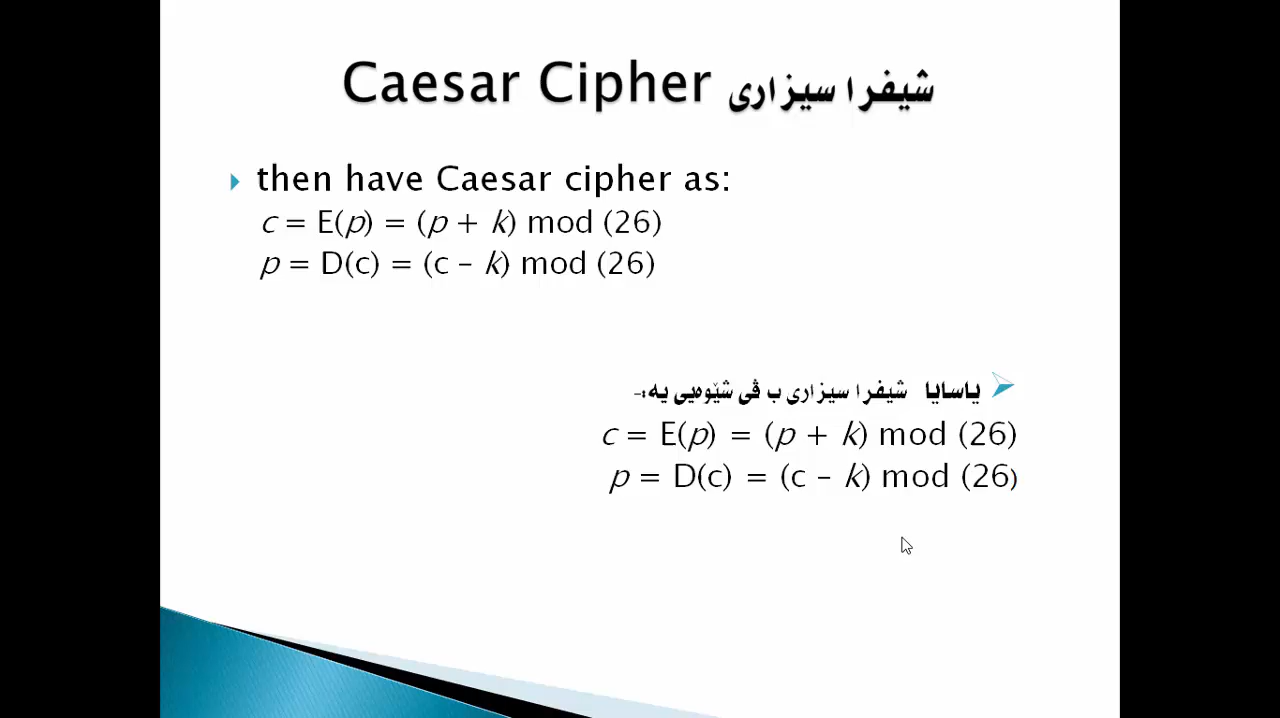 Caesar Cipher شیفرا سیزاری
then have Caesar cipher as:
c = E(p) = (p + k) mod (26)
p = D(c) = (c – k) mod (26)
یاسایا شیفرا سیزاری ب ڤی شێوەیی یە:-
c = E(p) = (p + k) mod (26)
p = D(c) = (c – k) mod (26)